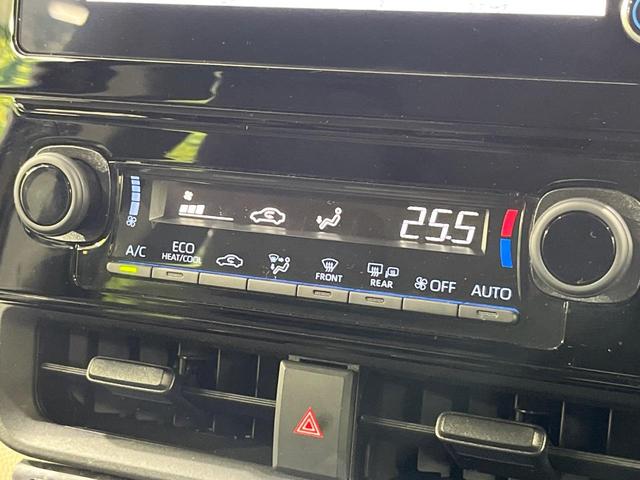 25.5
A/C
ECO
HEAT/COOL
FRONT
REAR
OFF
AUTO